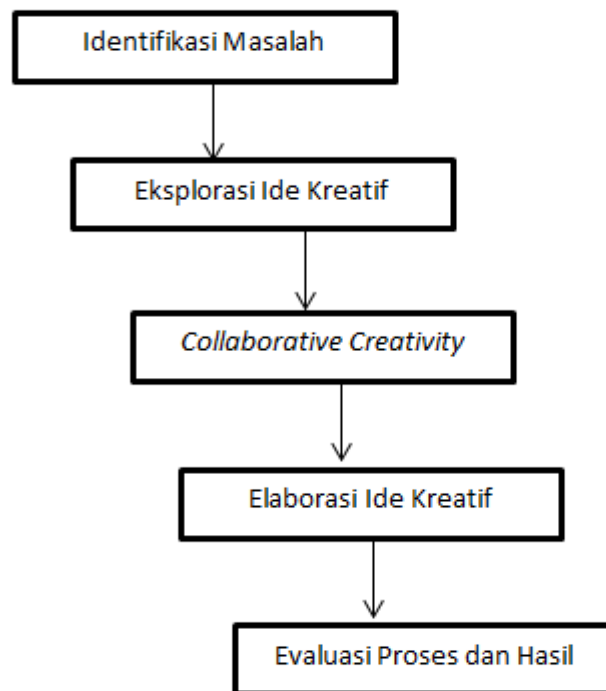 Identifikasi Masalah
Eksplorasi Ide Kreatif
Collaborative Creativity
Elaborasi Ide Kreatif
Evaluasi Proses dan Hasil